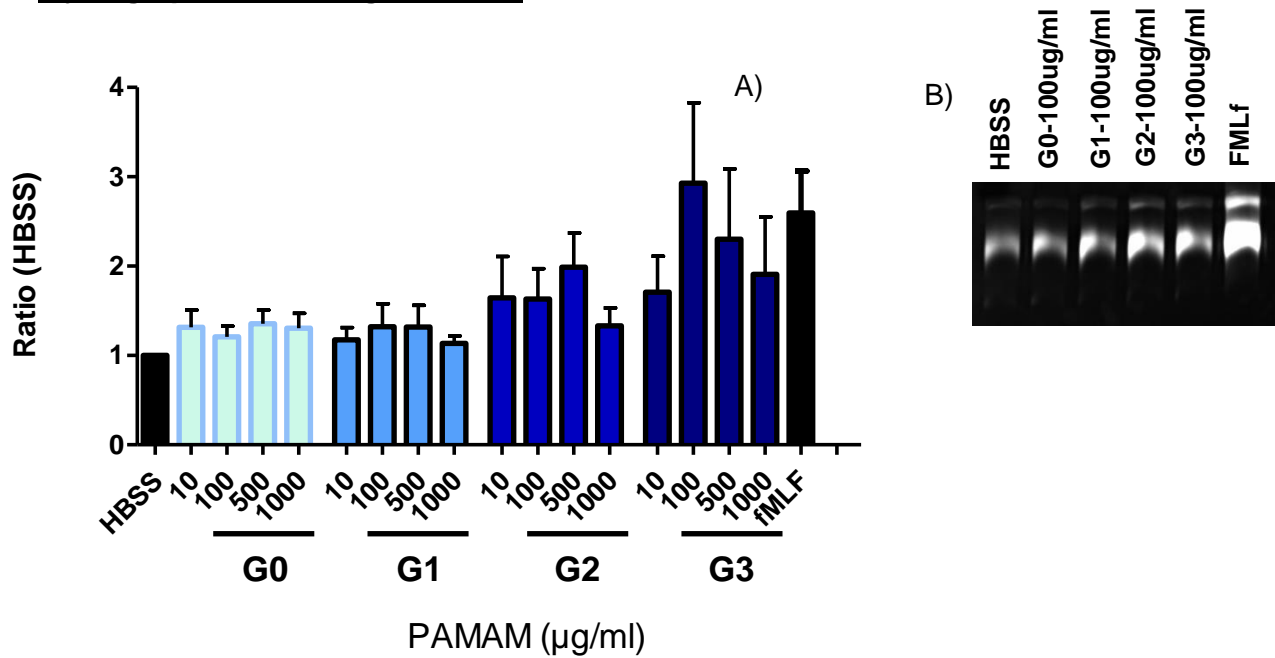 A)
4
3
2
1
0
Ratio (HBSS)
HBSS 10 100 500 1000 10 100 500 1000 10 100 500 1000 10 100 500 1000 fMLF
G0 G1 G2 G3
PAMAM (µg/ml)
B)
HBSS
G0-100ug/ml
G1-100ug/ml
G2-100ug/ml
G3-100ug/ml
FMLf